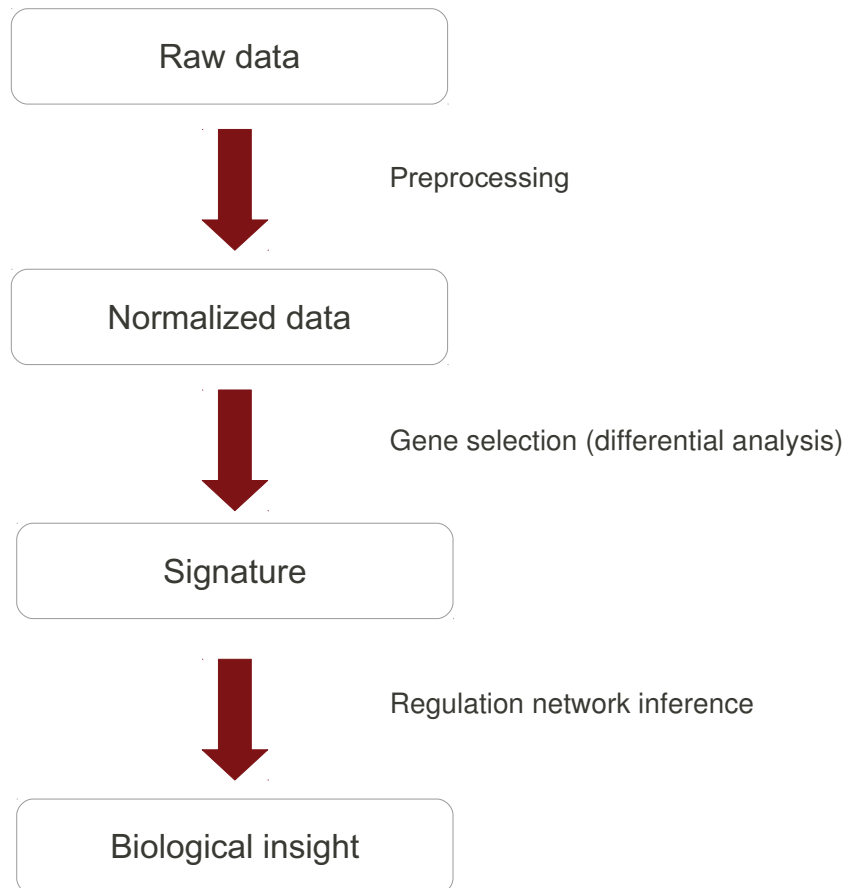 Raw data
Preprocessing
Normalized data
Gene selection (differential analysis)
Signature
Regulation network inference
Biological insight